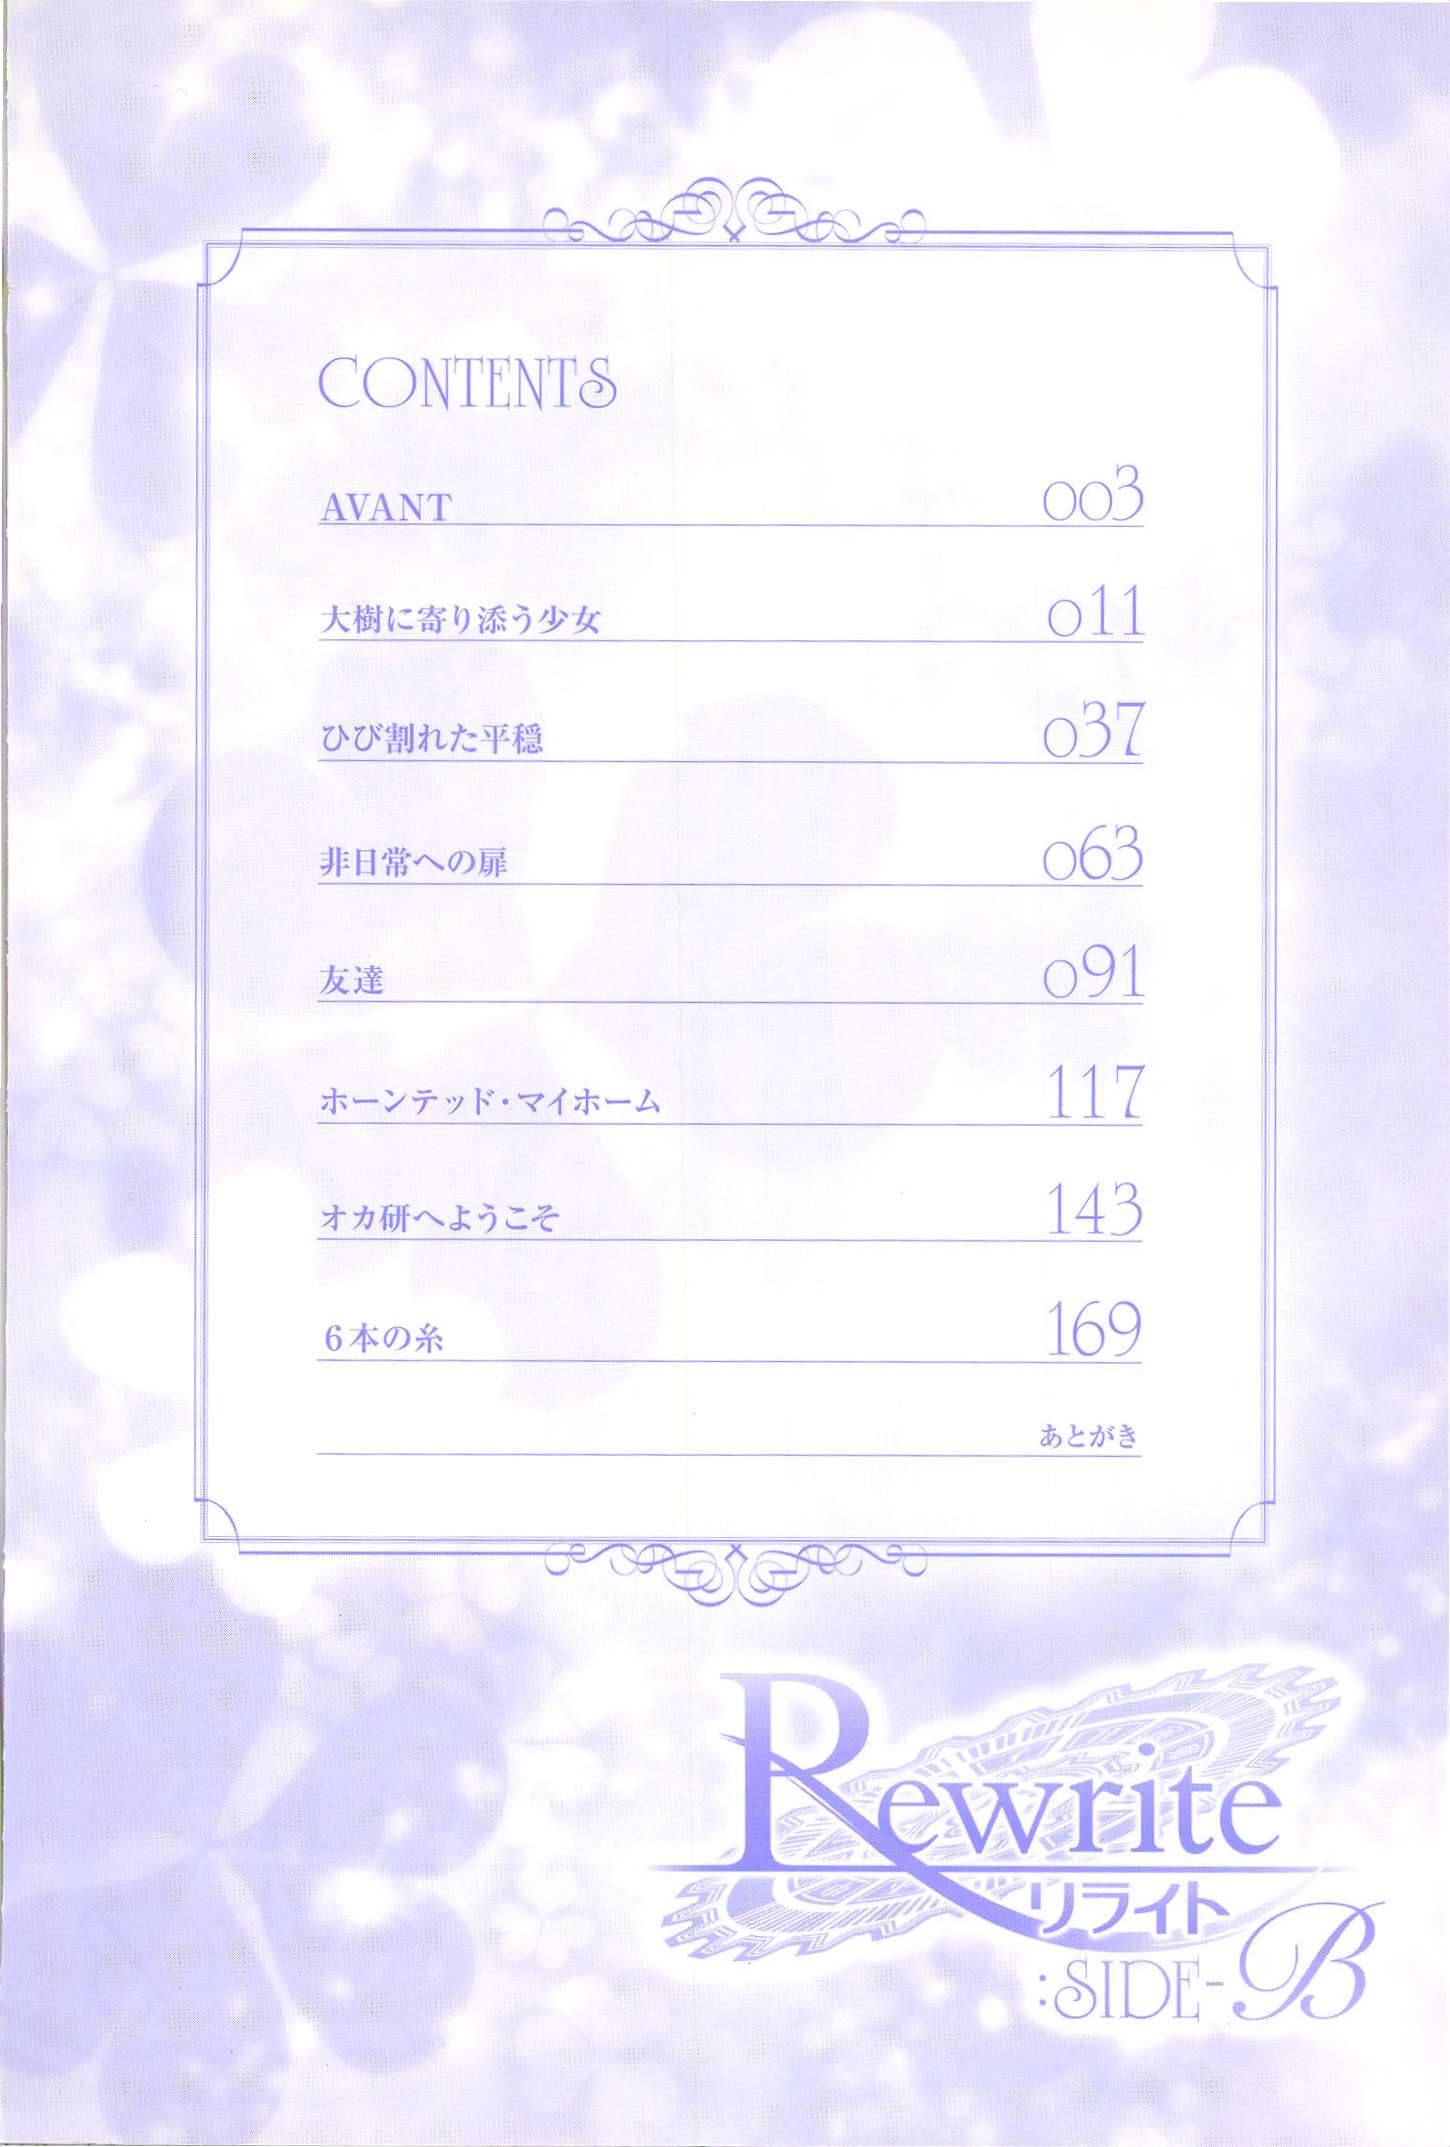 CONTENTS
AVANT 003
大樹に寄り添う少女 011
ひび割れた平穏 037
非日常への扉 063
友達 091
ホーンテッド・マイホーム 117
オカ研へようこそ 143
6本の糸 169
あとがき
Rewrite
リライト
:SIDE-B